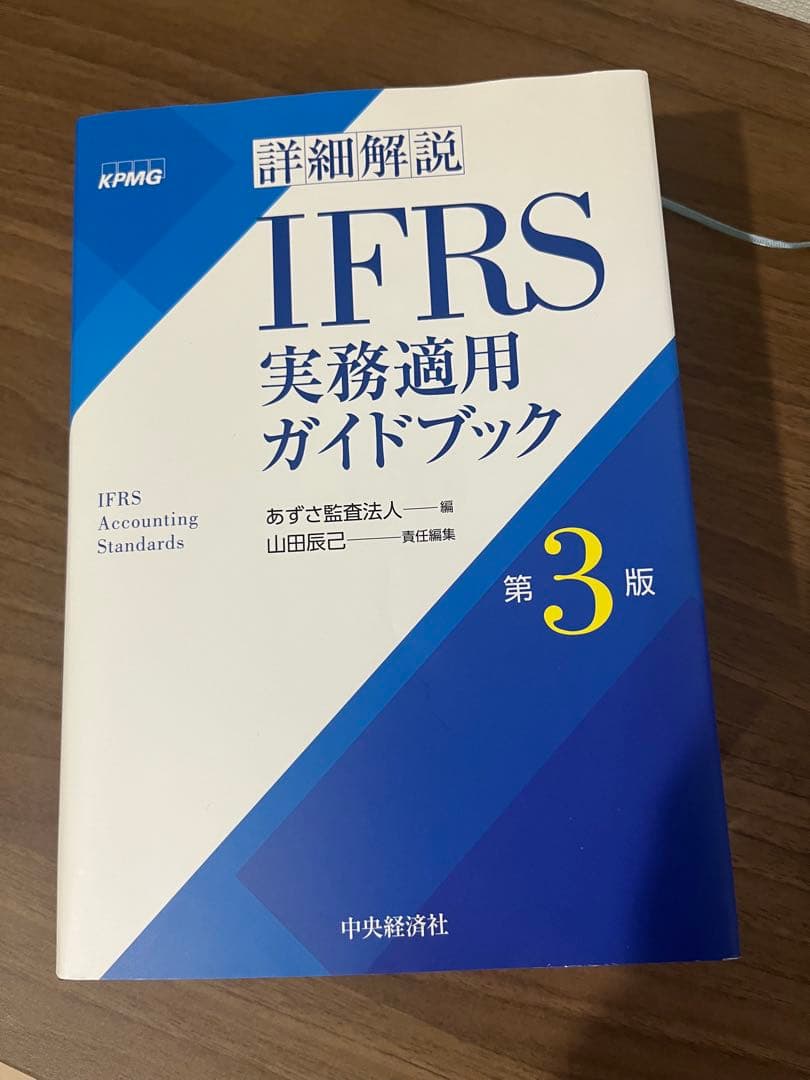 KPMG
詳細解説
IFRS
実務適用
ガイドブック
IFRS
Accounting
Standards
あずさ監査法人――編
山田辰己――責任編集
第3版
中央経済社